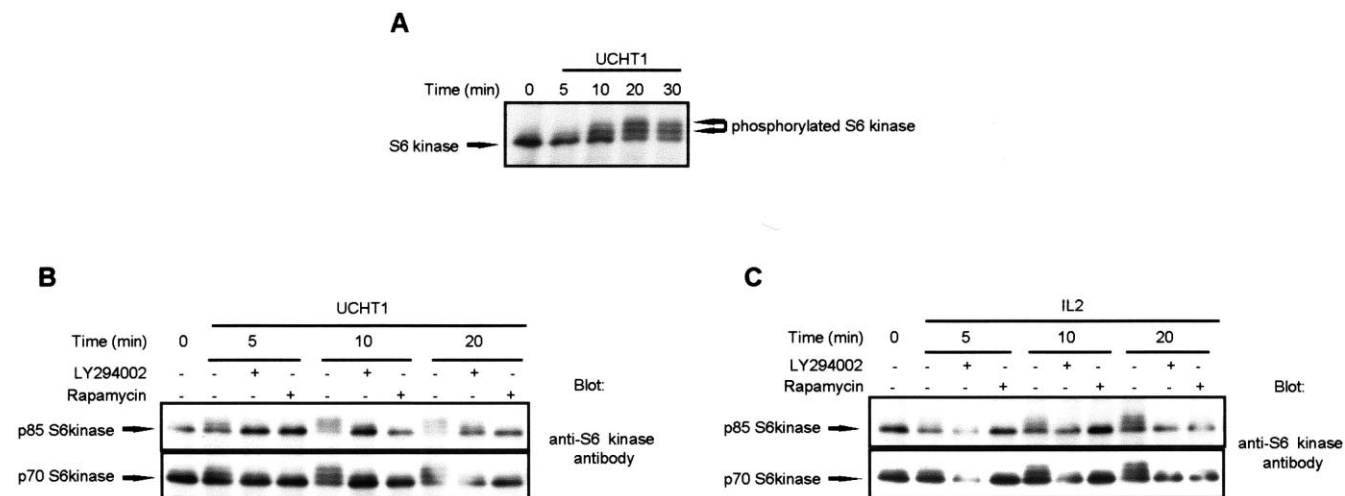 A
UCHT1
Time (min) 0 5 10 20 30
S6 kinase
phosphorylated S6 kinase
B
UCHT1
Time (min) 0 5 10 20
LY294002 - - + - - + - - + -
Rapamycin - - - + - - + - - +
Blot:
p85 S6kinase
anti-S6 kinase
antibody
p70 S6kinase
C
IL2
Time (min) 0 5 10 20
LY294002 - - + - + - +
Rapamycin - - + - + - +
Blot:
p85 S6kinase
anti-S6 kinase
antibody
p70 S6kinase